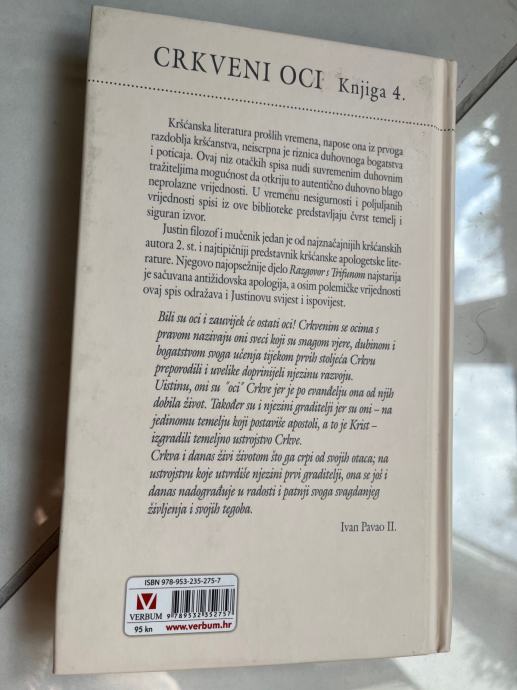 CRKVENI OCI Knjiga 4.
Kršćanska literatura prošlih vremena, napose ona iz prvoga
razdoblja kršćanstva, neiscrpna je riznica duhovnoga bogatstva
i poticaja. Ovaj niz otačkih spisa nudi suvremenim duhovnim
tražiteljima mogućnost da otkriju to autentično duhovno blago
neprolazne vrijednosti. U vremenu nesigurnosti i poljuljanih
vrijednosti spisi iz ove biblioteke predstavljaju čvrst temelj i
siguran izvor.
Justin filozof i mučenik jedan je od najznačajnijih kršćanskih
autora 2. st. i najtipičniji predstavnik kršćanske apologetske lite-
rature. Njegovo najopsežnije djelo Razgovor s Trifunom najstarija
je sačuvana antižidovska apologija, a osim polemičke vrijednosti
ovaj spis odražava i Justinovu svijest i ispovijest.
Bili su oci i zauvijek će ostati oci! Crkvenim se ocima s
pravom nazivaju oni sveci koji su snagom vjere, dubinom i
bogatstvom svoga učenja tijekom prvih stoljeća Crkvu
preporodili i uvelike doprinijeli njezinu razvoju.
Uistinu, oni su "oci" Crkve jer je po evanđelju ona od njih
dobila život. Također su i njezini graditelji jer su oni – na
jedinomu temelju koji postaviše apostoli, a to je Krist –
izgradili temeljno ustrojstvo Crkve.
Crkva i danas živi životom što ga crpi od svojih otaca; na
ustrojstvu koje utvrdiše njezini prvi graditelji, ona se još i
danas nadograđuje u radosti i patnji svoga svagdanjeg
življenja i svojih tegoba.
Ivan Pavao II.
ISBN 978-953-235-275-7
VERBUM
9 789532 352757
95 kn www.verbum.hr